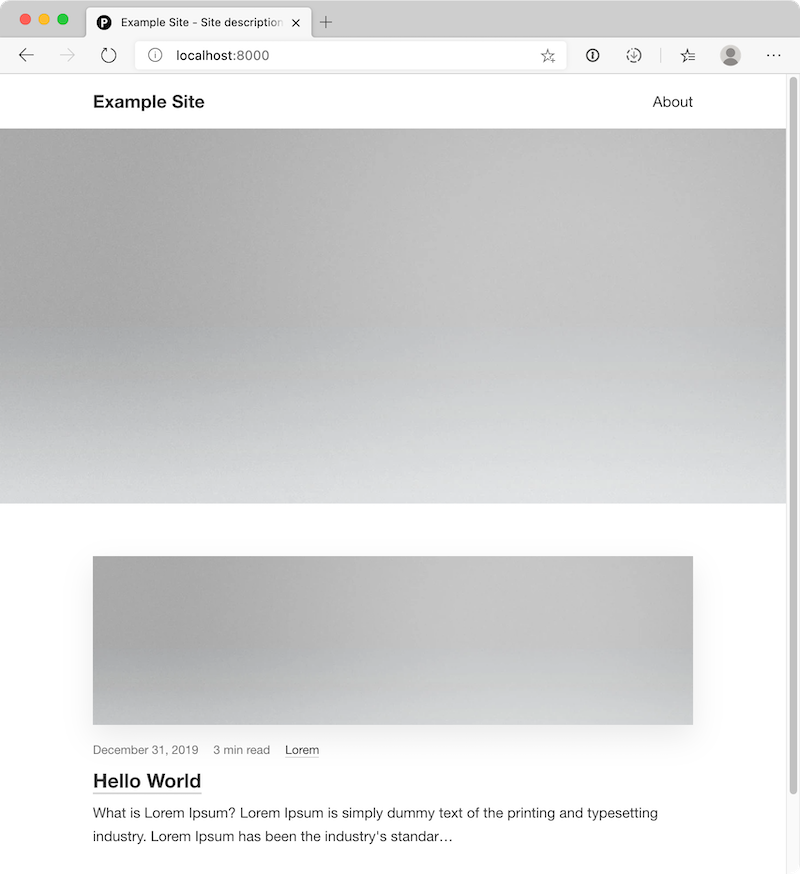 P Example Site - Site description
localhost:8000
Example Site About
December 31, 2019 3 min read Lorem
Hello World
What is Lorem Ipsum? Lorem Ipsum is simply dummy text of the printing and typesetting
industry. Lorem Ipsum has been the industry's standar…